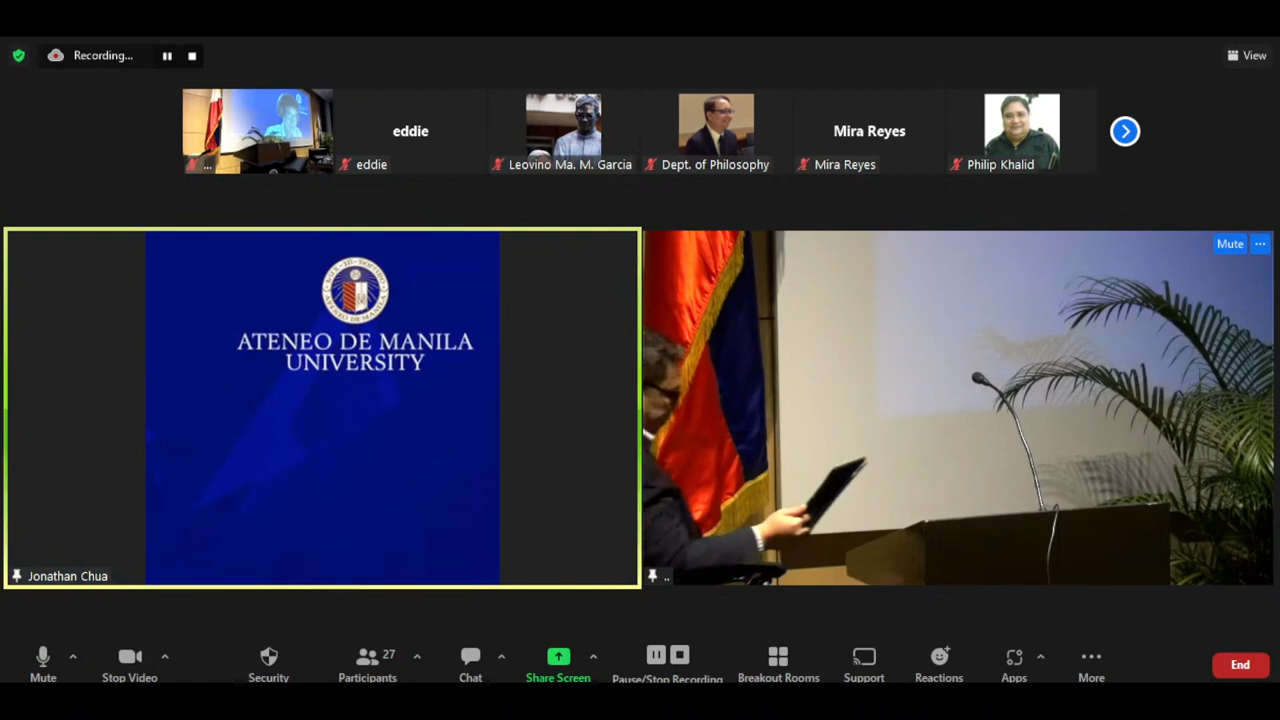 Recording...
View
eddie
Mira Reyes
...
eddie
Leovino Ma. M. Garcia
Dept. of Philosophy
Mira Reyes
Philip Khalid
Mute
ATENEO DE MANILA
UNIVERSITY
Jonathan Chua
..
27
Mute
Stop Video
Security
Participants
Chat
Share Screen
Pause/Stop Recording
Breakout Rooms
Support
Reactions
Apps
More
End